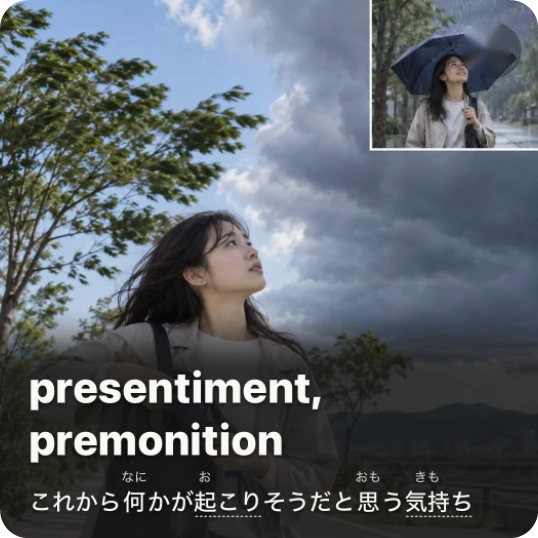 presentiment,
premonition
これから何かが起こりそうだと思う気持ち
なに お おも きも